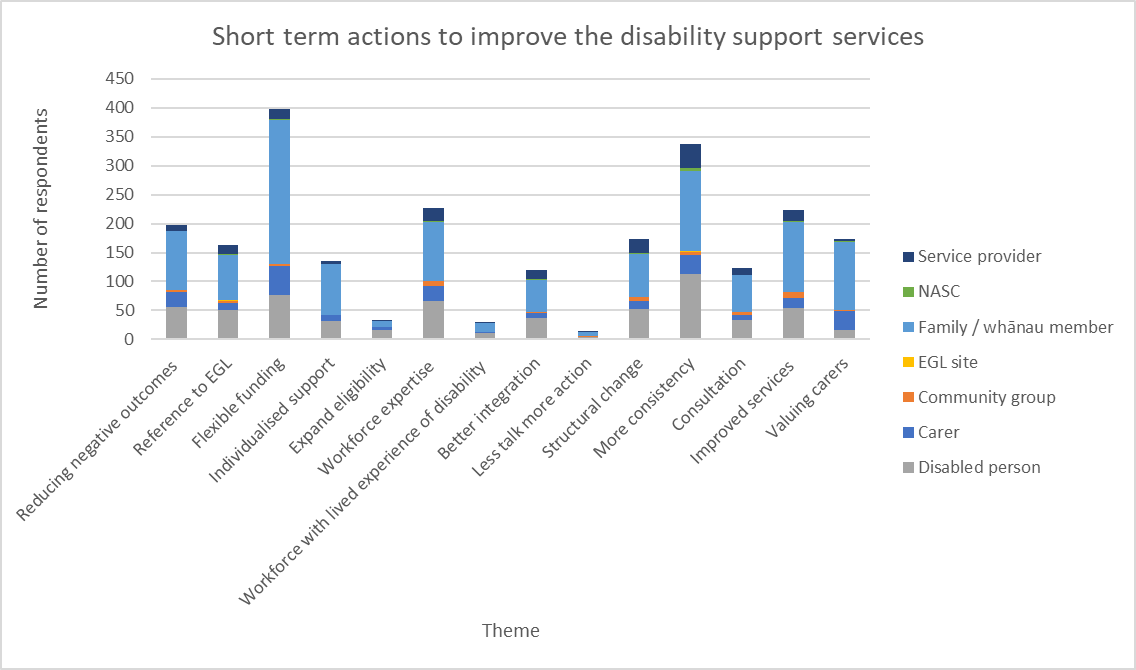 Short term actions to improve the disability support services
Number of respondents
450
400
350
300
250
200
150
100
50
0
Reducing negative outcomes
Reference to EGL
Flexible funding
Individualised support
Expand eligibility
Workforce expertise
Workforce with lived experience of disability
Better integration
Less talk more action
Structural change
More consistency
Consultation
Improved services
Valuing carers
Theme
Service provider
NASC
Family / whānau member
EGL site
Community group
Carer
Disabled person